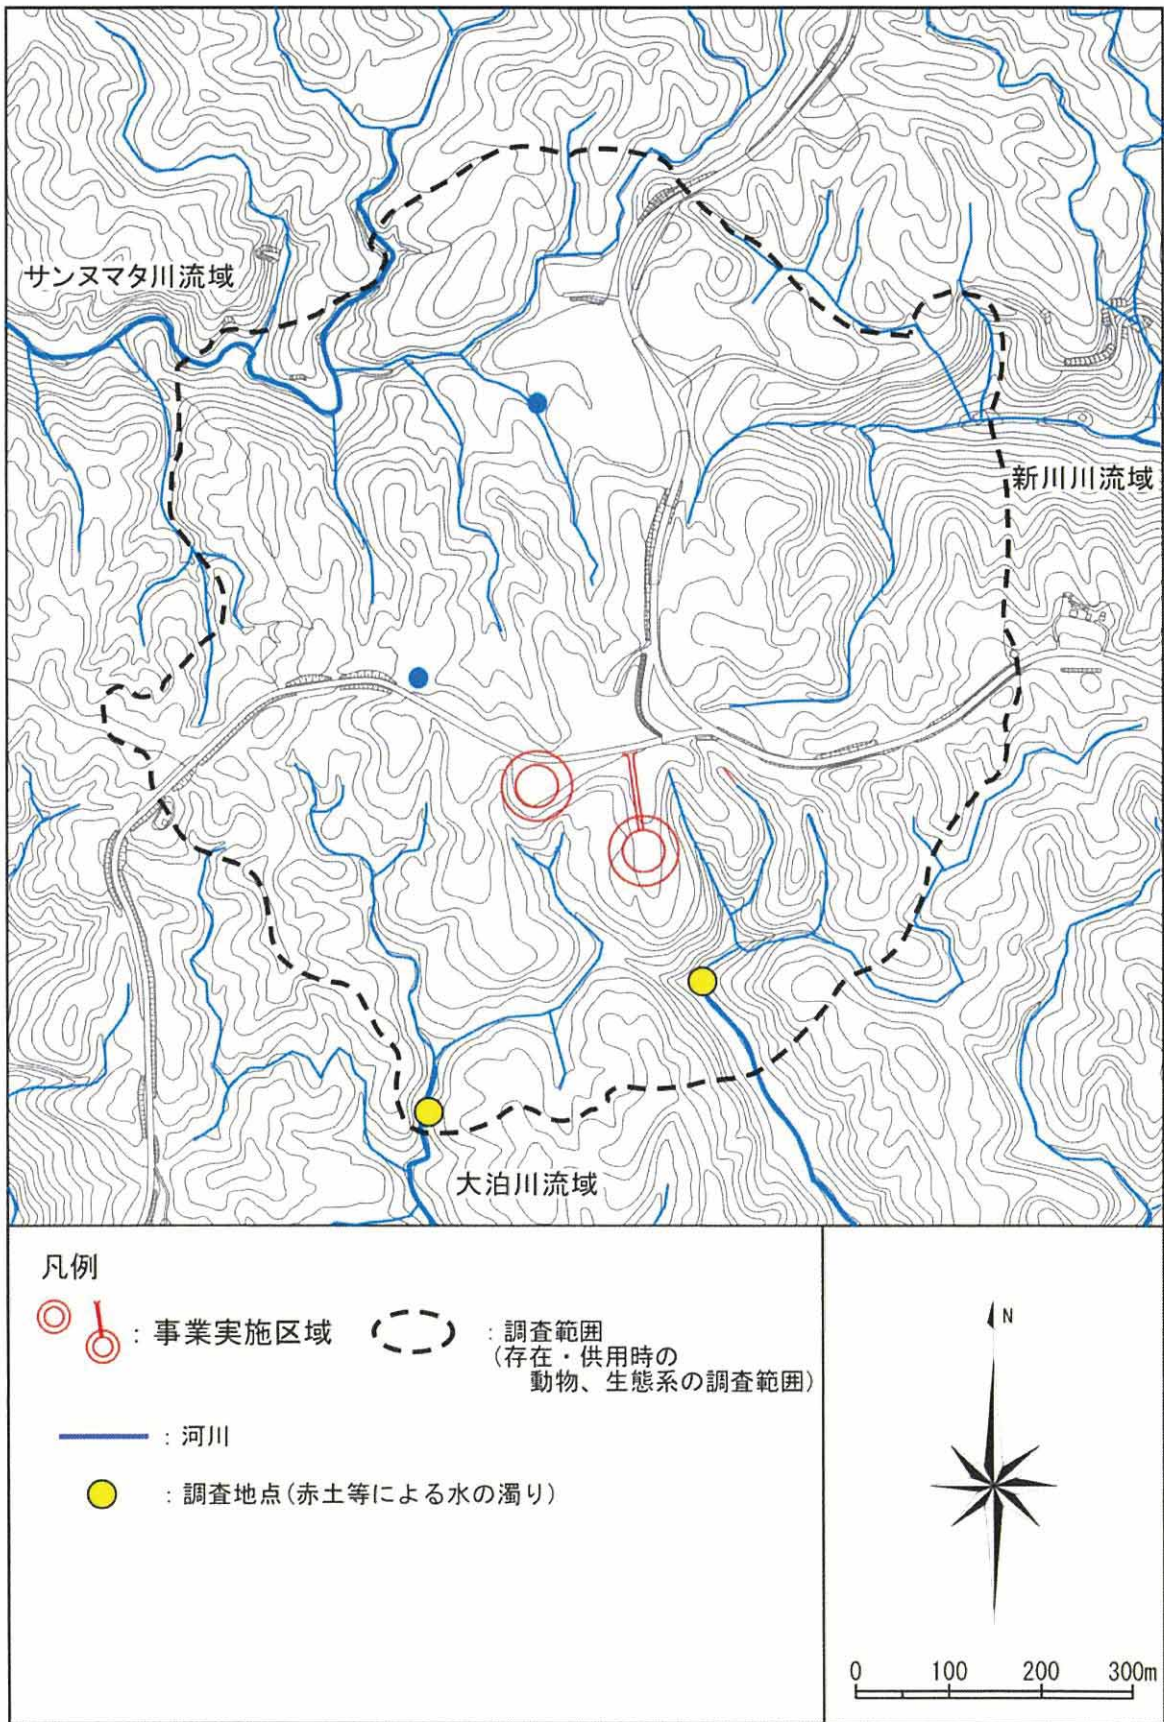 サンヌマタ川流域
新川川流域
大泊川流域
凡例
：事業実施区域
：調査範囲
(存在・供用時の
動物、生態系の調査範囲)
：河川
：調査地点(赤土等による水の濁り)
N
0 100 200 300m